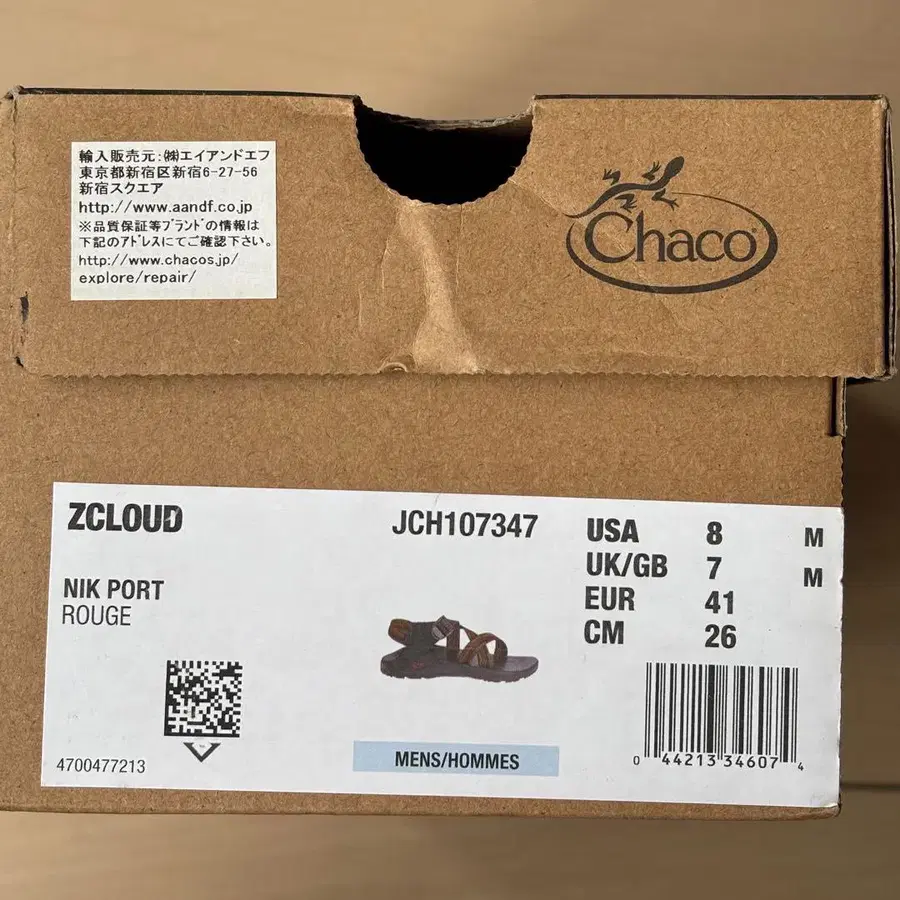 輸入販売元:㈱エイアンドエフ
東京都新宿区新宿6-27-56
新宿スクエア
http://www.aandf.co.jp
※品質保証等ﾌﾞﾗﾝﾄﾞの情報は
下記のｱﾄﾞﾚｽにてご確認下さい。
http://www.chacos.jp/
explore/repair/
Chaco
ZCLOUD
JCH107347
NIK PORT
ROUGE
USA 8 M
UK/GB 7 M
EUR 41
CM 26
4700477213
MENS/HOMMES
0 44213 34607 4